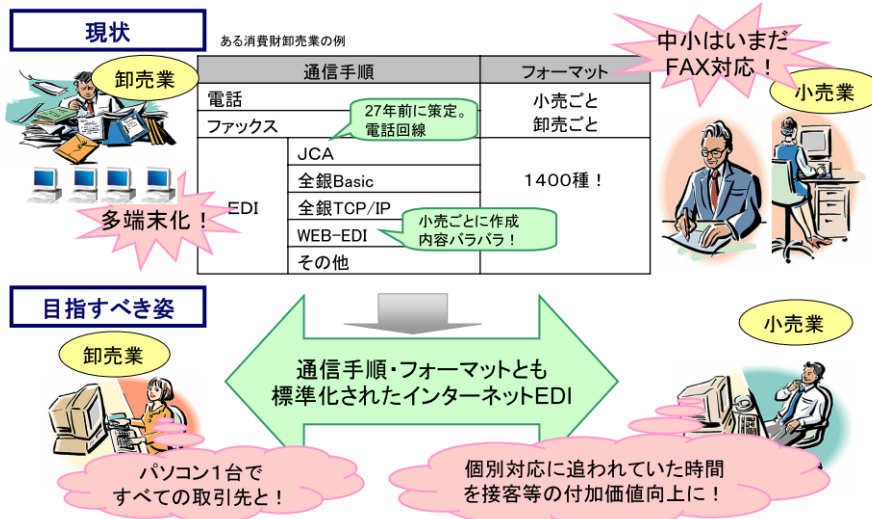 現状
ある消費財卸売業の例
卸売業
通信手順 フォーマット
電話
ファックス
小売ごと
卸売ごと
27年前に策定。
電話回線
EDI
JCA
全銀Basic
全銀TCP/IP
WEB-EDI
その他
1400種！
小売ごとに作成
内容バラバラ！
多端末化！
中小はいまだ
FAX対応！
小売業
目指すべき姿
卸売業
小売業
通信手順・フォーマットとも
標準化されたインターネットEDI
パソコン1台で
すべての取引先と！
個別対応に追われていた時間
を接客等の付加価値向上に！